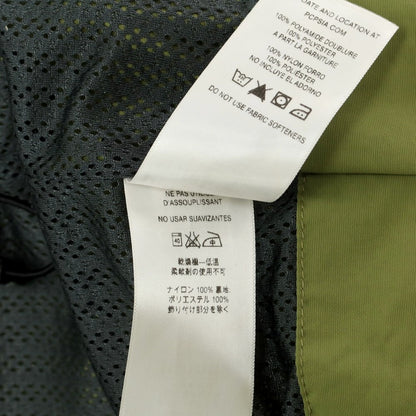 DATE AND LOCATION AT
PCPSIA.COM
100% POLYAMIDE DOUBLURE
100% POLYESTER
A PART LA GARNITURE
100% NYLON FORRO
100% POLIÉSTER
NO INCLUYE EL ADORNO
DO NOT USE FABRIC SOFTENERS
NE PAS
D'ASSOUPLISSANT
NO USAR SUAVIZANTES
40
乾燥機–低温
柔軟剤の使用不可
ナイロン 100% 裏地:
ポリエステル 100%
飾り付け部分を除く